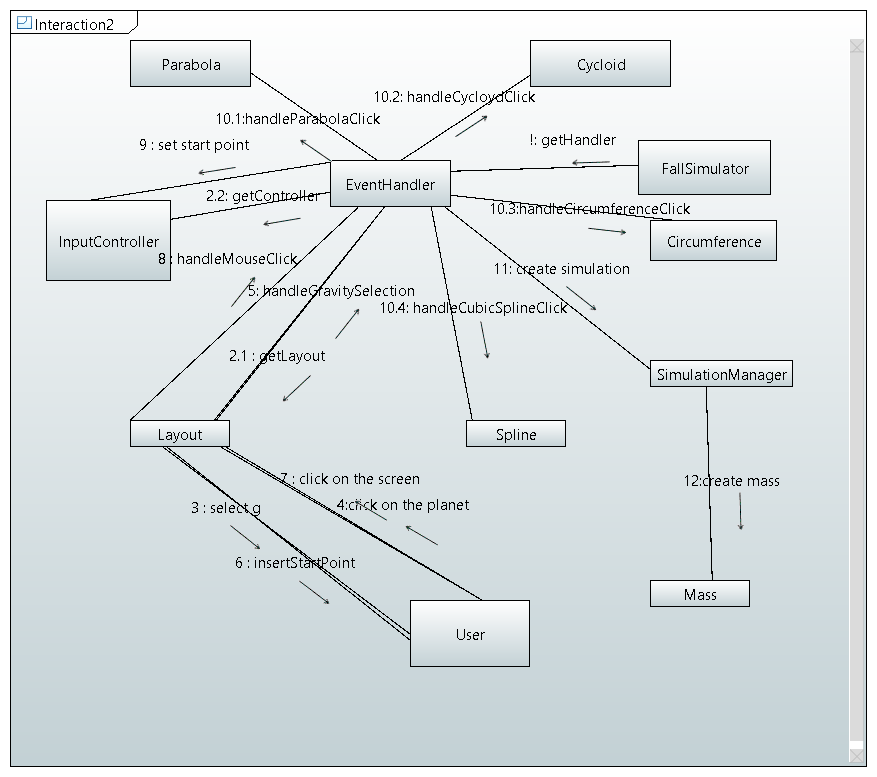 Interaction2
Parabola
Cycloid
10.2: handleCycloydClick
10.1:handleParabolaClick
9 : set start point
!: getHandler
FallSimulator
EventHandler
2.2: getController
10.3:handleCircumferenceClick
InputController
Circumference
8 : handleMouseClick
11: create simulation
5: handleGravitySelection
10.4: handleCubicSplineClick
2.1 : getLayout
SimulationManager
Layout
Spline
7 : click on the screen
12:create mass
3 : select g
4:click on the planet
6 : insertStartPoint
Mass
User